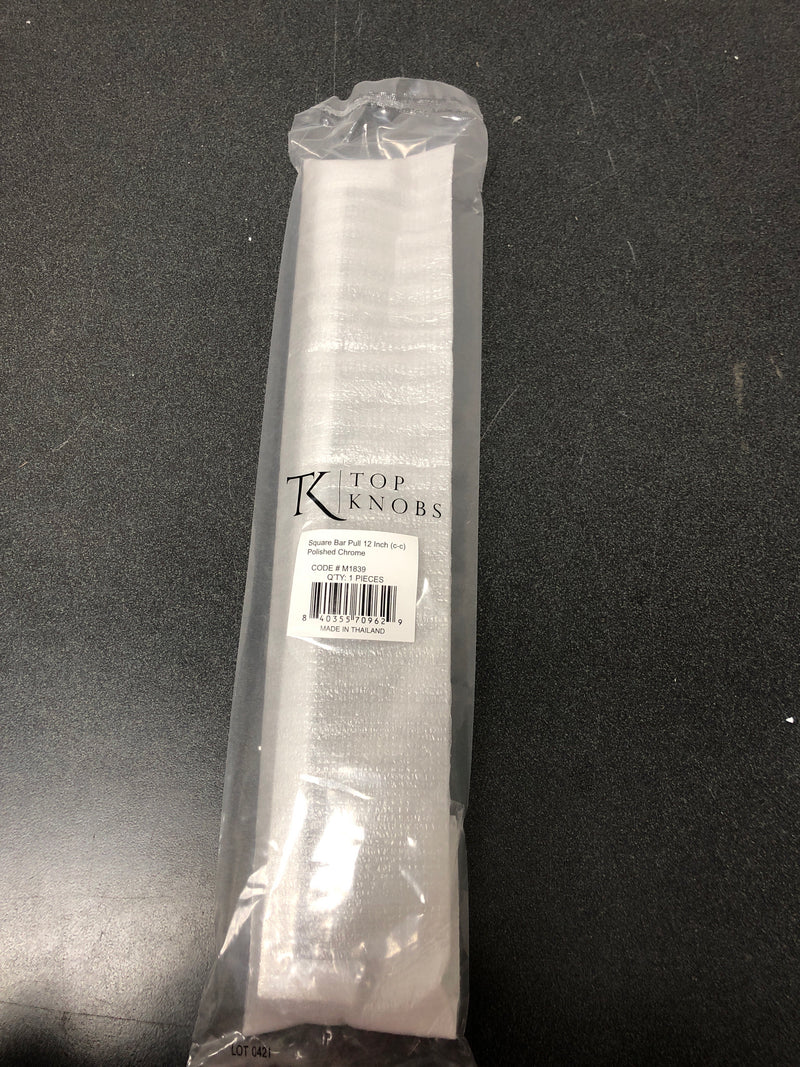 TK | TOP
KNOBS
Square Bar Pull 12 Inch (c-c)
Polished Chrome
CODE # M1839
Q'TY: 1 PIECES
8 40355 70962 9
MADE IN THAILAND
LOT 0421